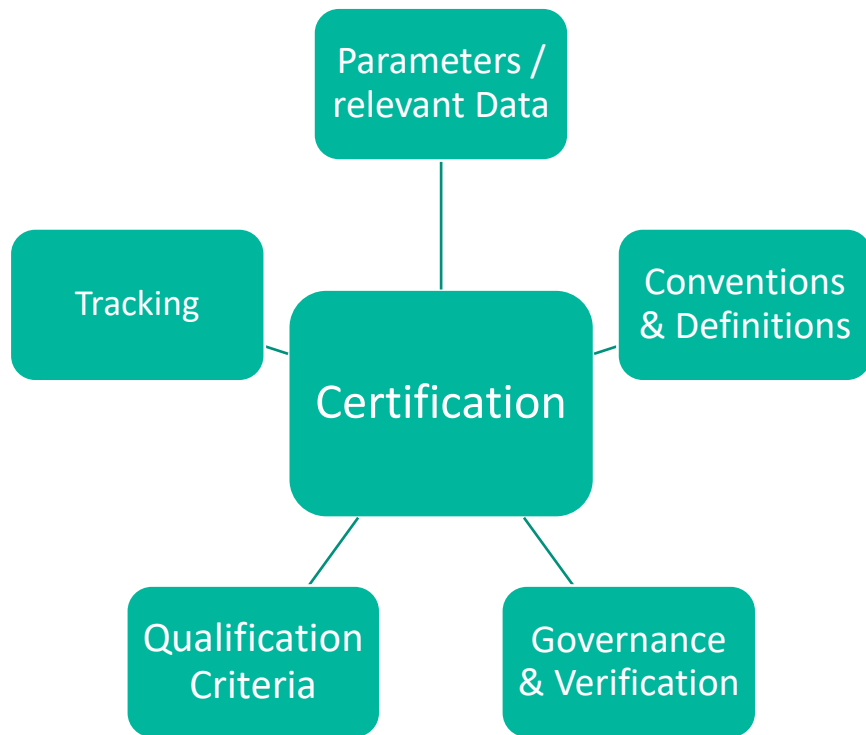 Parameters /
relevant Data
Tracking
Conventions
& Definitions
Certification
Qualification
Criteria
Governance
& Verification